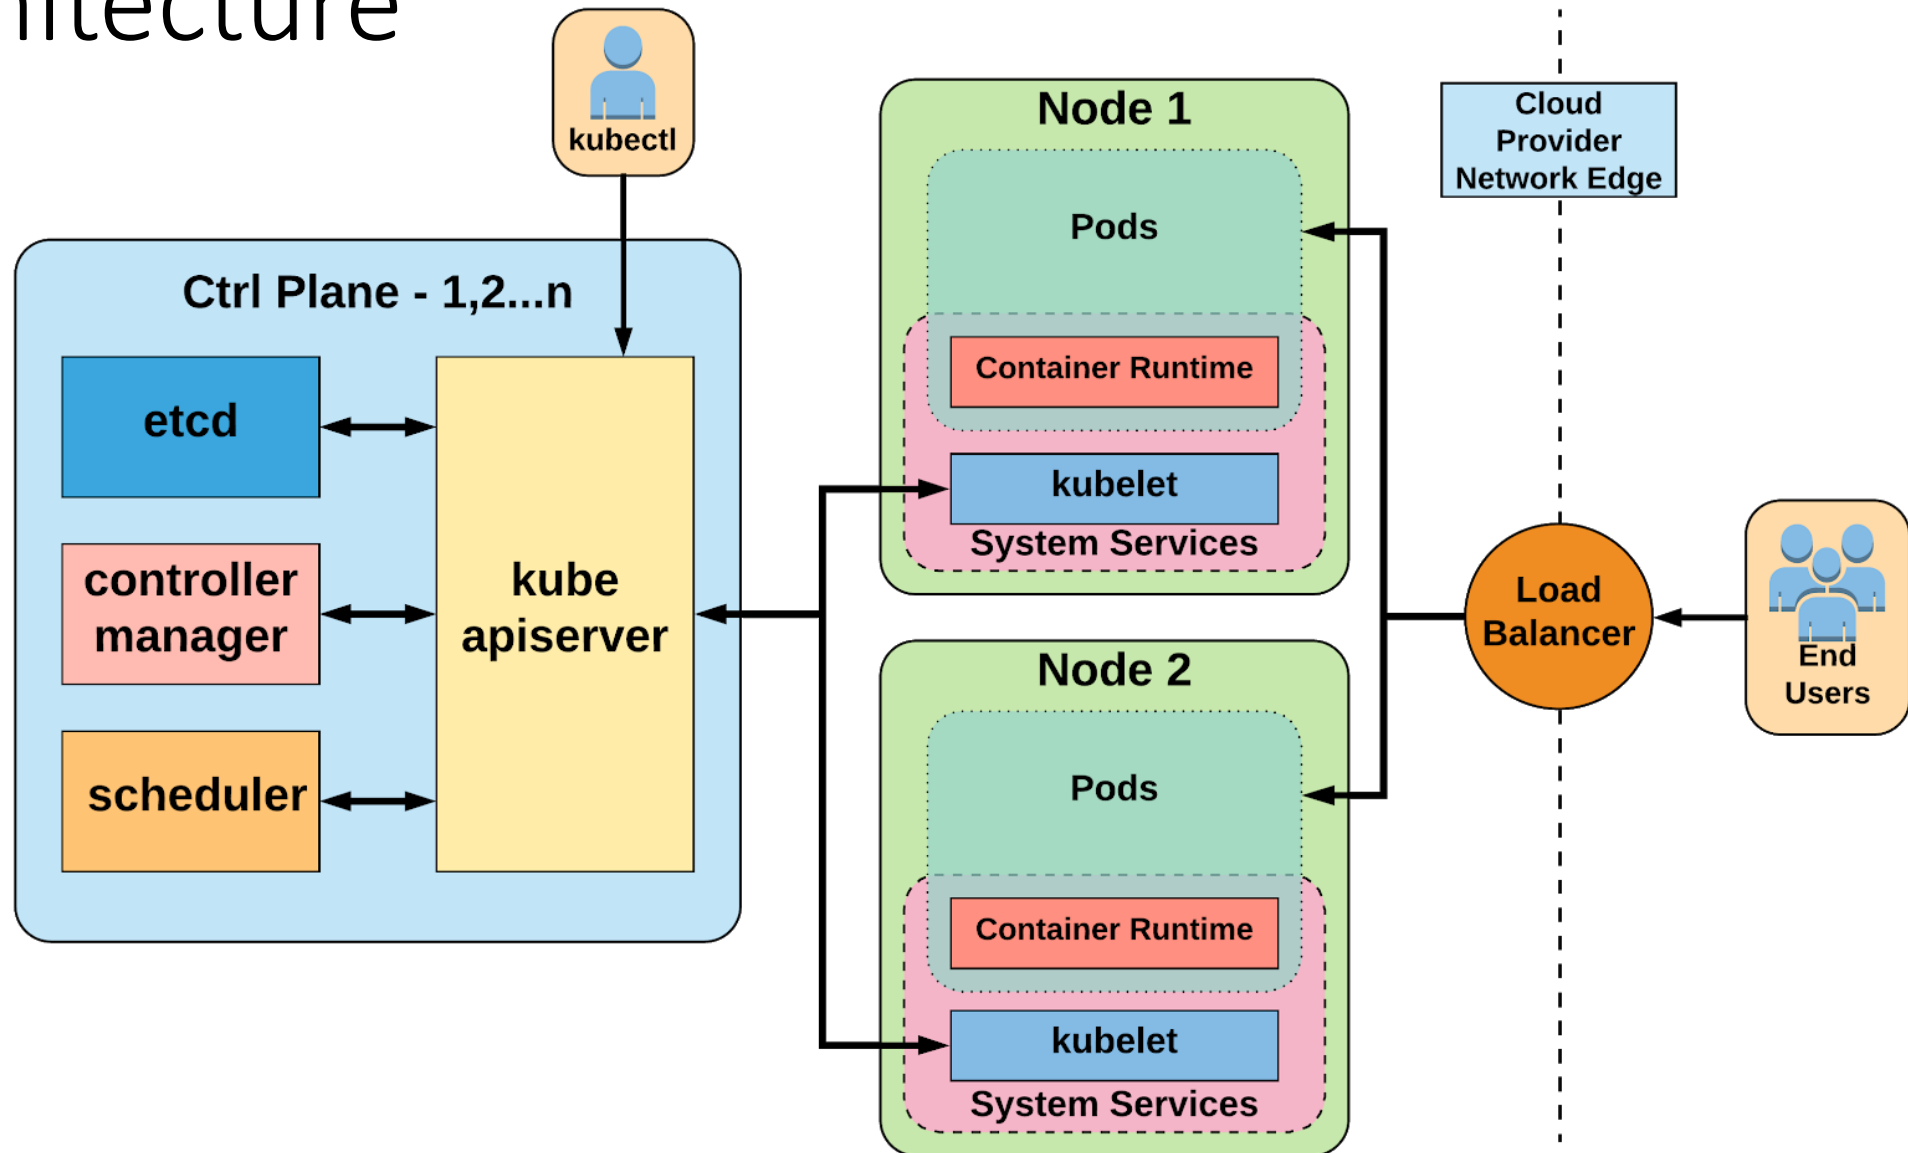 hitecture
kubectl
Ctrl Plane - 1,2...n
etcd
controller
manager
scheduler
kube
apiserver
Node 1
Pods
Container Runtime
kubelet
System Services
Node 2
Pods
Container Runtime
kubelet
System Services
Cloud
Provider
Network Edge
Load
Balancer
End
Users